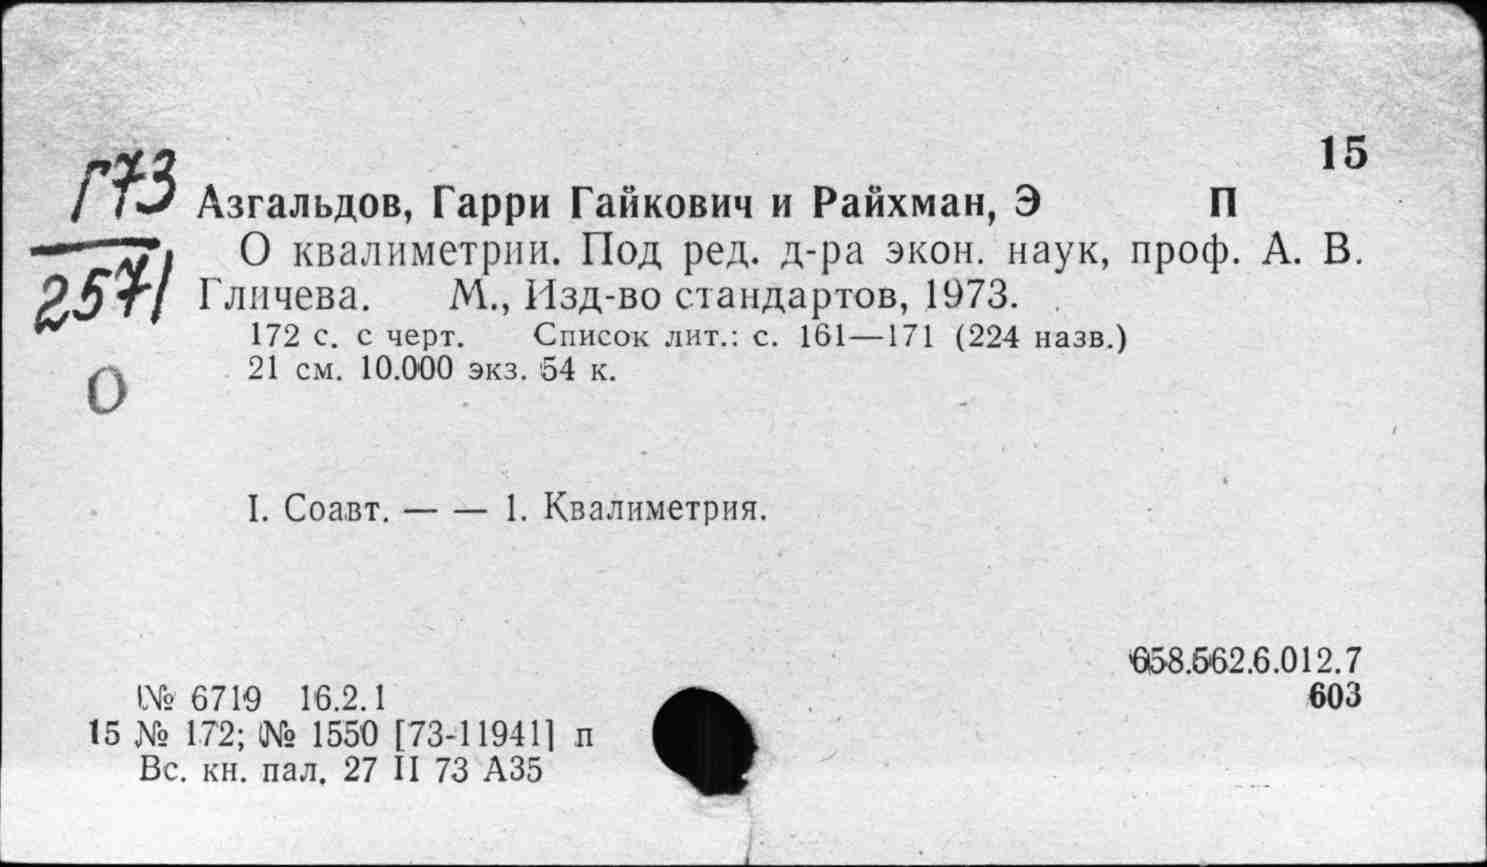 15
Г73
2571
О
Азгальдов, Гарри Гайкович и Райхман, Э П
О квалиметрии. Под ред. д-ра экон. наук, проф. А. В.
Гличева. М., Изд-во стандартов, 1973.
172 с. с черт. Список лит.: с. 161—171 (224 назв.)
21 см. 10.000 экз. 54 к.
I. Соавт. — — 1. Квалиметрия.
658.562.6.012.7
603
№ 6719 16.2.1
15 № 172; № 1550 [73-11941] п
Вс. кн. пал. 27 II 73 А35